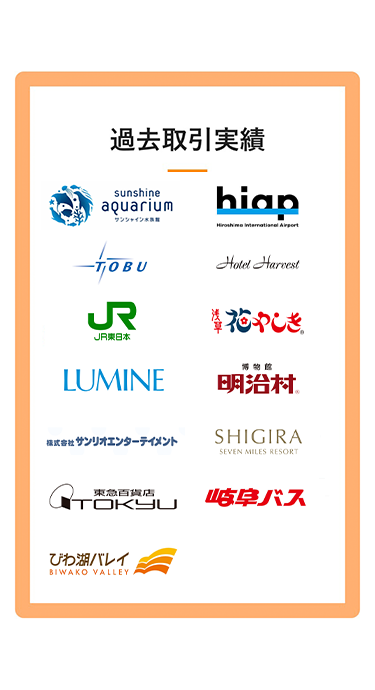 過去取引実績
sunshine
aquarium
サンシャイン水族館
hiap
Hiroshima International Airport
TOBU
Hotel Harvest
JR
JR東日本
浅草
花やしき®
LUMINE
博物館
明治村®
株式会社 サンリオエンターテイメント
SHIGIRA
SEVEN MILES RESORT
東急百貨店
TOKYU
岐阜バス
びわ湖バレイ
BIWAKO VALLEY